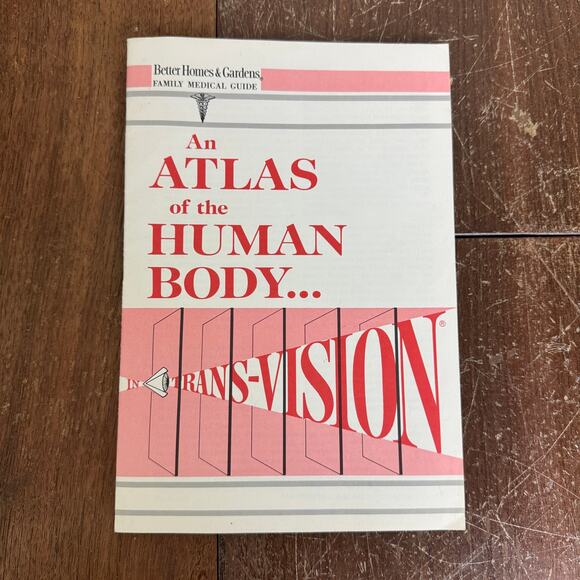 Better Homes & Gardens®
FAMILY MEDICAL GUIDE
An
ATLAS
of the
HUMAN
BODY...
IN TRANS-VISION®